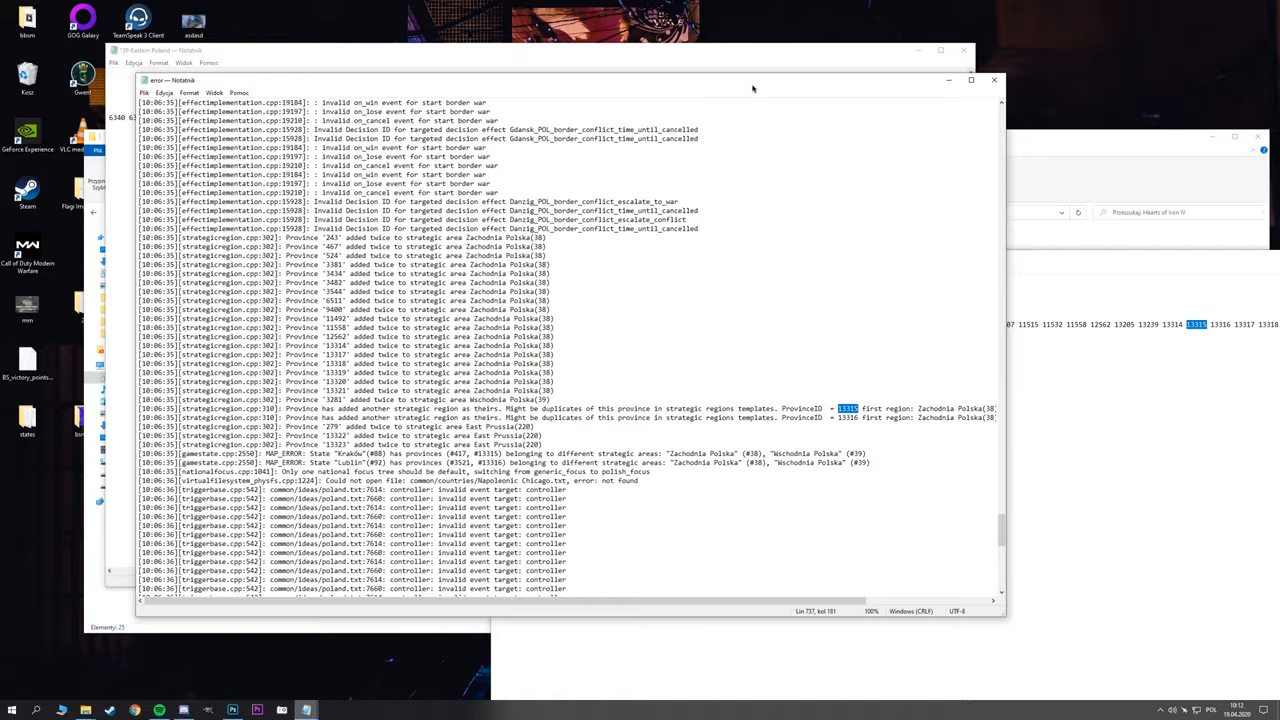 bbsm
GOG Galaxy
TeamSpeak 3 Client
asdasd
Kosz
Gwent
GeForce Experience
VLC med
Steam
Flagi Im
Call of Duty Modern Warfare
mm
BS_victory_points...
states
*39-Eastern Poland — Notatnik
Plik Edycja Format Widok Pomoc
Plik
Elementy: 25
Przeszukaj: Hearts of Iron IV
07 11515 11532 11558 12562 13205 13239 13314 13315 13316 13317 13318
error — Notatnik
Plik Edycja Format Widok Pomoc
[10:06:35][effectimplementation.cpp:19184]: : invalid on_win event for start border war
[10:06:35][effectimplementation.cpp:19197]: : invalid on_lose event for start border war
[10:06:35][effectimplementation.cpp:19210]: : invalid on_cancel event for start border war
[10:06:35][effectimplementation.cpp:15928]: Invalid Decision ID for targeted decision effect Gdansk_POL_border_conflict_time_until_cancelled
[10:06:35][effectimplementation.cpp:15928]: Invalid Decision ID for targeted decision effect Gdansk_POL_border_conflict_time_until_cancelled
[10:06:35][effectimplementation.cpp:19184]: : invalid on_win event for start border war
[10:06:35][effectimplementation.cpp:19197]: : invalid on_lose event for start border war
[10:06:35][effectimplementation.cpp:19210]: : invalid on_cancel event for start border war
[10:06:35][effectimplementation.cpp:19184]: : invalid on_win event for start border war
[10:06:35][effectimplementation.cpp:19197]: : invalid on_lose event for start border war
[10:06:35][effectimplementation.cpp:19210]: : invalid on_cancel event for start border war
[10:06:35][effectimplementation.cpp:15928]: Invalid Decision ID for targeted decision effect Danzig_POL_border_conflict_escalate_to_war
[10:06:35][effectimplementation.cpp:15928]: Invalid Decision ID for targeted decision effect Danzig_POL_border_conflict_time_until_cancelled
[10:06:35][effectimplementation.cpp:15928]: Invalid Decision ID for targeted decision effect Danzig_POL_border_conflict_escalate_conflict
[10:06:35][effectimplementation.cpp:15928]: Invalid Decision ID for targeted decision effect Danzig_POL_border_conflict_time_until_cancelled
[10:06:35][strategicregion.cpp:302]: Province '243' added twice to strategic area Zachodnia Polska(38)
[10:06:35][strategicregion.cpp:302]: Province '467' added twice to strategic area Zachodnia Polska(38)
[10:06:35][strategicregion.cpp:302]: Province '524' added twice to strategic area Zachodnia Polska(38)
[10:06:35][strategicregion.cpp:302]: Province '3381' added twice to strategic area Zachodnia Polska(38)
[10:06:35][strategicregion.cpp:302]: Province '3434' added twice to strategic area Zachodnia Polska(38)
[10:06:35][strategicregion.cpp:302]: Province '3482' added twice to strategic area Zachodnia Polska(38)
[10:06:35][strategicregion.cpp:302]: Province '3544' added twice to strategic area Zachodnia Polska(38)
[10:06:35][strategicregion.cpp:302]: Province '6511' added twice to strategic area Zachodnia Polska(38)
[10:06:35][strategicregion.cpp:302]: Province '9400' added twice to strategic area Zachodnia Polska(38)
[10:06:35][strategicregion.cpp:302]: Province '11492' added twice to strategic area Zachodnia Polska(38)
[10:06:35][strategicregion.cpp:302]: Province '11558' added twice to strategic area Zachodnia Polska(38)
[10:06:35][strategicregion.cpp:302]: Province '12562' added twice to strategic area Zachodnia Polska(38)
[10:06:35][strategicregion.cpp:302]: Province '13314' added twice to strategic area Zachodnia Polska(38)
[10:06:35][strategicregion.cpp:302]: Province '13317' added twice to strategic area Zachodnia Polska(38)
[10:06:35][strategicregion.cpp:302]: Province '13318' added twice to strategic area Zachodnia Polska(38)
[10:06:35][strategicregion.cpp:302]: Province '13319' added twice to strategic area Zachodnia Polska(38)
[10:06:35][strategicregion.cpp:302]: Province '13320' added twice to strategic area Zachodnia Polska(38)
[10:06:35][strategicregion.cpp:302]: Province '13321' added twice to strategic area Zachodnia Polska(38)
[10:06:35][strategicregion.cpp:302]: Province '3281' added twice to strategic area Wschodnia Polska(39)
[10:06:35][strategicregion.cpp:310]: Province has added another strategic region as theirs. Might be duplicates of this province in strategic regions templates. ProvinceID = 13315 first region: Zachodnia Polska(38)
[10:06:35][strategicregion.cpp:310]: Province has added another strategic region as theirs. Might be duplicates of this province in strategic regions templates. ProvinceID = 13316 first region: Zachodnia Polska(38)
[10:06:35][strategicregion.cpp:302]: Province '279' added twice to strategic area East Prussia(220)
[10:06:35][strategicregion.cpp:302]: Province '13322' added twice to strategic area East Prussia(220)
[10:06:35][strategicregion.cpp:302]: Province '13323' added twice to strategic area East Prussia(220)
[10:06:35][gamestate.cpp:2550]: MAP_ERROR: State "Kraków"(#88) has provinces (#417, #13315) belonging to different strategic areas: "Zachodnia Polska" (#38), "Wschodnia Polska" (#39)
[10:06:35][gamestate.cpp:2550]: MAP_ERROR: State "Lublin"(#92) has provinces (#3521, #13316) belonging to different strategic areas: "Zachodnia Polska" (#38), "Wschodnia Polska" (#39)
[10:06:35][nationalfocus.cpp:1041]: Only one national focus tree should be default, switching from generic_focus to polish_focus
[10:06:35][virtualfilesystem_physfs.cpp:1224]: Could not open file: common/countries/Napoleonic Chicago.txt, error: not found
[10:06:36][triggerbase.cpp:542]: common/ideas/poland.txt:7614: controller: invalid event target: controller
[10:06:36][triggerbase.cpp:542]: common/ideas/poland.txt:7660: controller: invalid event target: controller
[10:06:36][triggerbase.cpp:542]: common/ideas/poland.txt:7614: controller: invalid event target: controller
[10:06:36][triggerbase.cpp:542]: common/ideas/poland.txt:7660: controller: invalid event target: controller
[10:06:36][triggerbase.cpp:542]: common/ideas/poland.txt:7614: controller: invalid event target: controller
[10:06:36][triggerbase.cpp:542]: common/ideas/poland.txt:7660: controller: invalid event target: controller
[10:06:36][triggerbase.cpp:542]: common/ideas/poland.txt:7614: controller: invalid event target: controller
[10:06:36][triggerbase.cpp:542]: common/ideas/poland.txt:7660: controller: invalid event target: controller
[10:06:36][triggerbase.cpp:542]: common/ideas/poland.txt:7614: controller: invalid event target: controller
[10:06:36][triggerbase.cpp:542]: common/ideas/poland.txt:7660: controller: invalid event target: controller
[10:06:36][triggerbase.cpp:542]: common/ideas/poland.txt:7614: controller: invalid event target: controller
[10:06:36][triggerbase.cpp:542]: common/ideas/poland.txt:7660: controller: invalid event target: controller
Lin 737, kol 181 100% Windows (CRLF) UTF-8
POL
10:12
19.04.2020